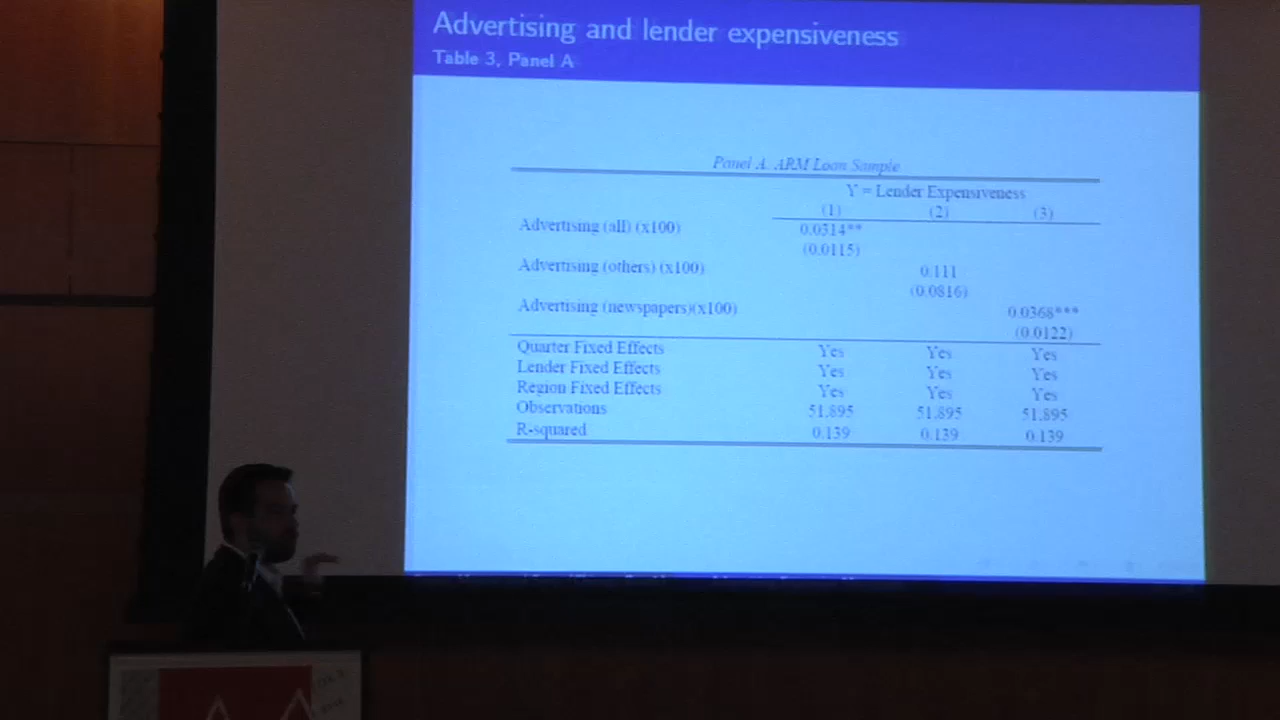 Advertising and lender expensiveness
Table 3, Panel A
Panel A. ARM Loan Sample
Y = Lender Expensiveness
(1) (2) (3)
Advertising (all) (x100) 0.0314**
(0.0115)
Advertising (others) (x100) 0.111
(0.0816)
Advertising (newspapers)(x100) 0.0368***
(0.0122)
Quarter Fixed Effects Yes Yes Yes
Lender Fixed Effects Yes Yes Yes
Region Fixed Effects Yes Yes Yes
Observations 51,895 51,895 51,895
R-squared 0.139 0.139 0.139